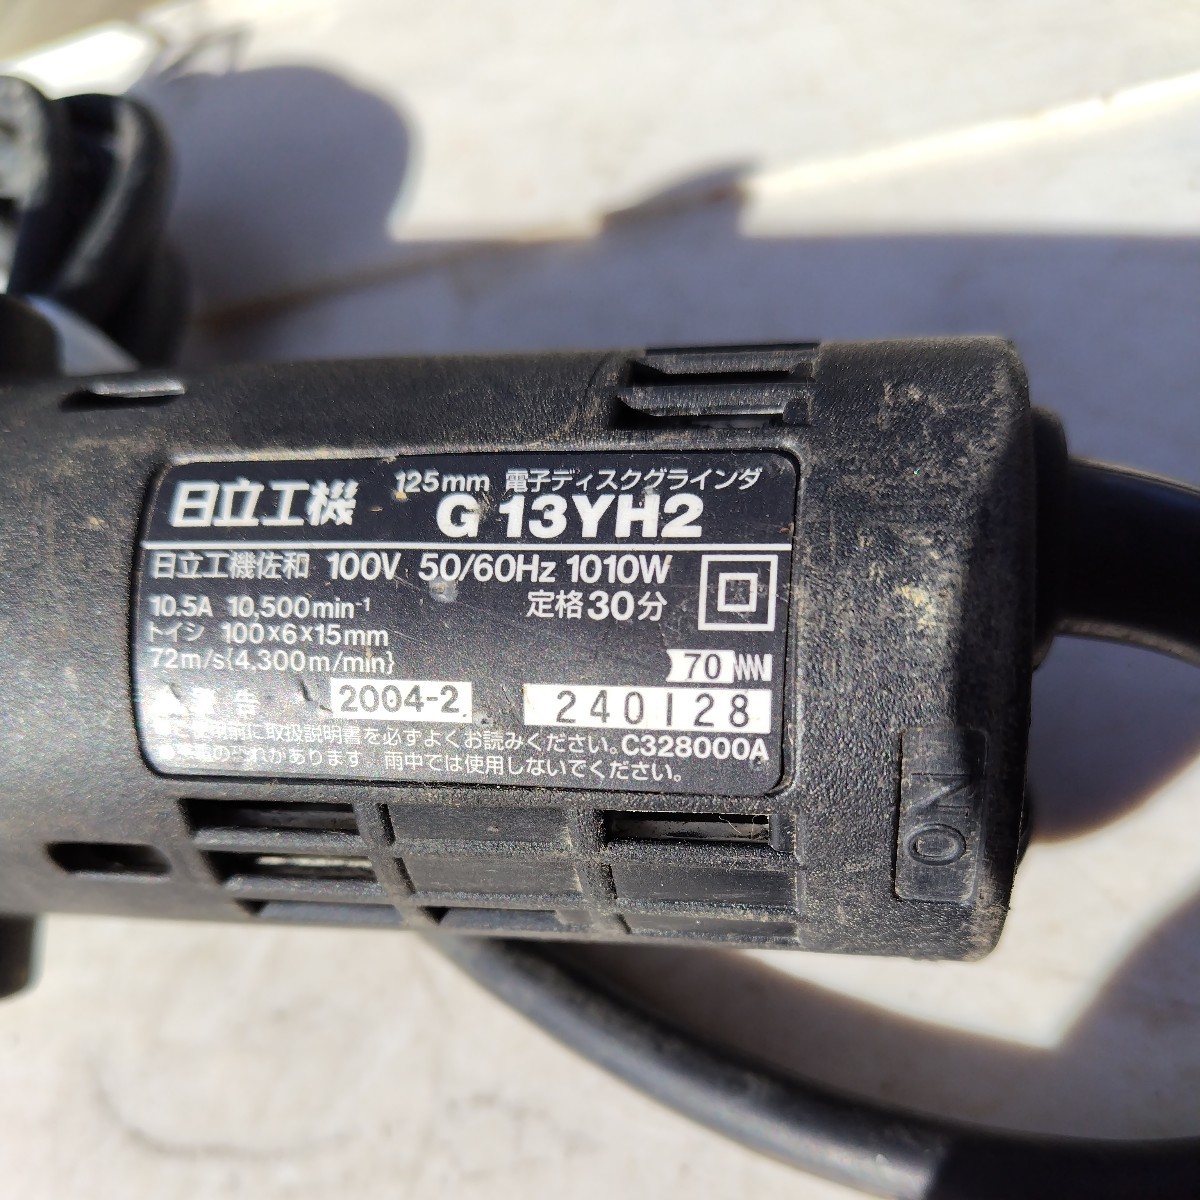 日立工機
125mm 電子ディスクグラインダ
G 13YH2
日立工機佐和 100V 50/60Hz 1010W
10.5A 10,500min⁻¹ 定格30分
トイシ 100×6×15mm
72m/s{4,300m/min} 70
2004-2 240128
使用前に取扱説明書を必ずよくお読みください。C328000A
の恐れがあります 雨中では使用しないでください。
ON